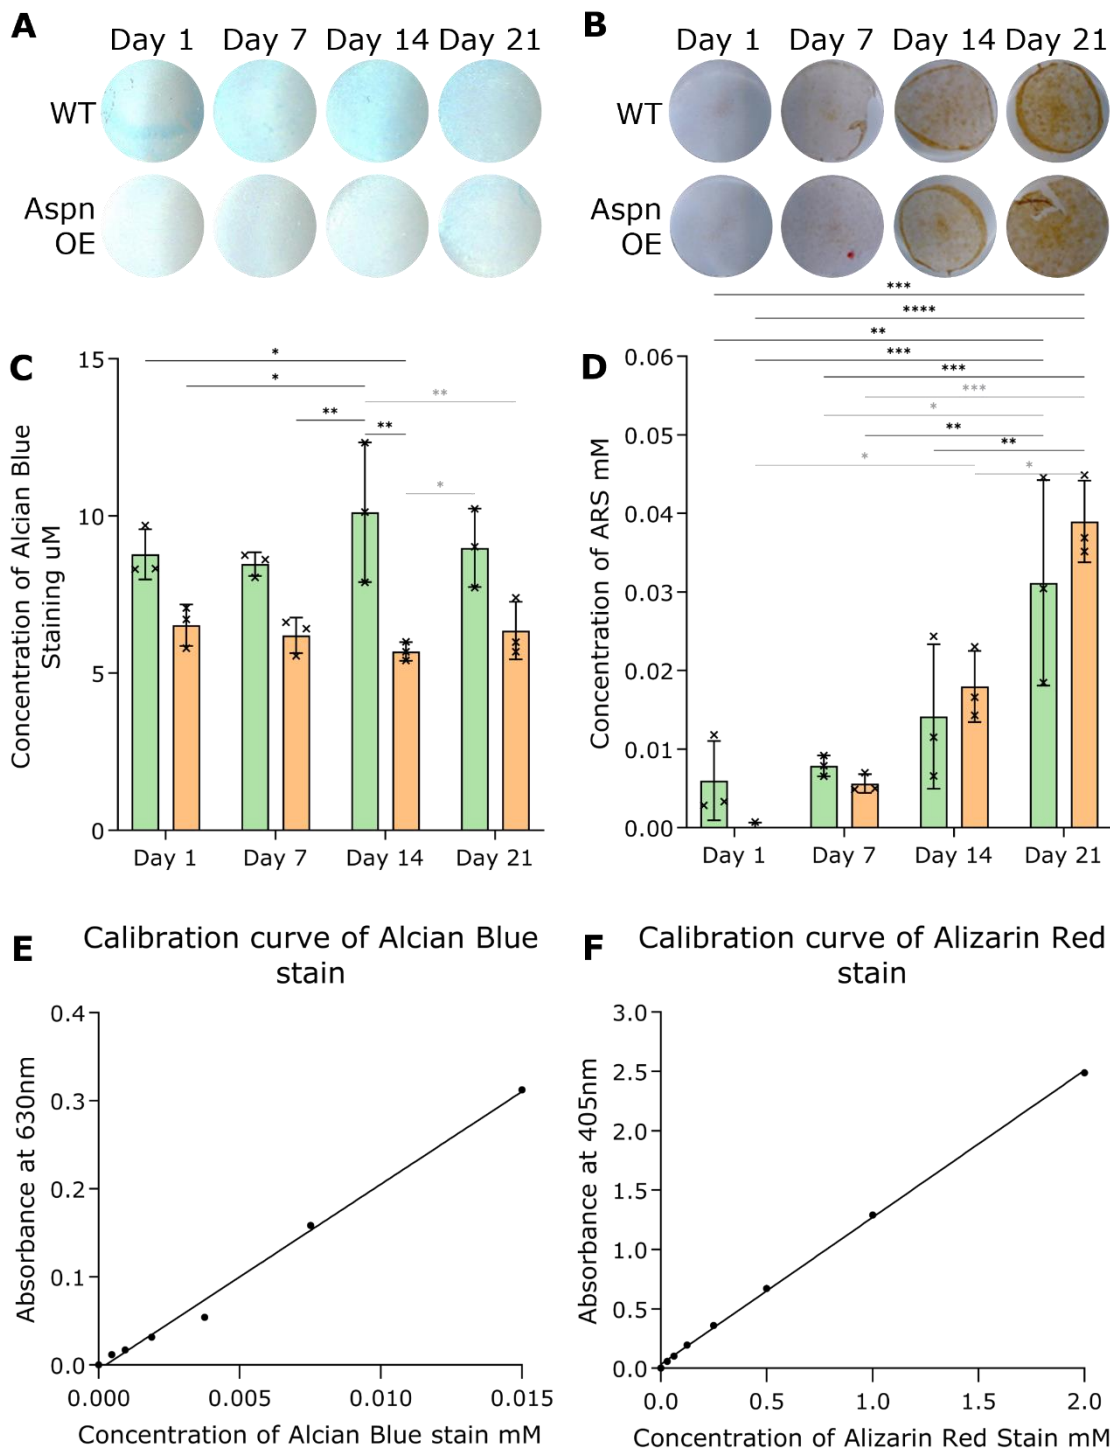 A
Day 1 Day 7 Day 14 Day 21
WT
Aspn
OE
B
Day 1 Day 7 Day 14 Day 21
WT
Aspn
OE
C
Concentration of Alcian Blue
Staining uM
15
10
5
0
*
*
**
**
**
*
Day 1 Day 7 Day 14 Day 21
D
Concentration of ARS mM
***
****
**
***
***
***
*
**
**
*
*
0.06
0.05
0.04
0.03
0.02
0.01
0.00
Day 1 Day 7 Day 14 Day 21
E
Calibration curve of Alcian Blue
stain
Absorbance at 630nm
0.4
0.3
0.2
0.1
0.0
0.000 0.005 0.010 0.015
Concentration of Alcian Blue stain mM
F
Calibration curve of Alizarin Red
stain
Absorbance at 405nm
3.0
2.5
2.0
1.5
1.0
0.5
0.0
0.0 0.5 1.0 1.5 2.0
Concentration of Alizarin Red Stain mM